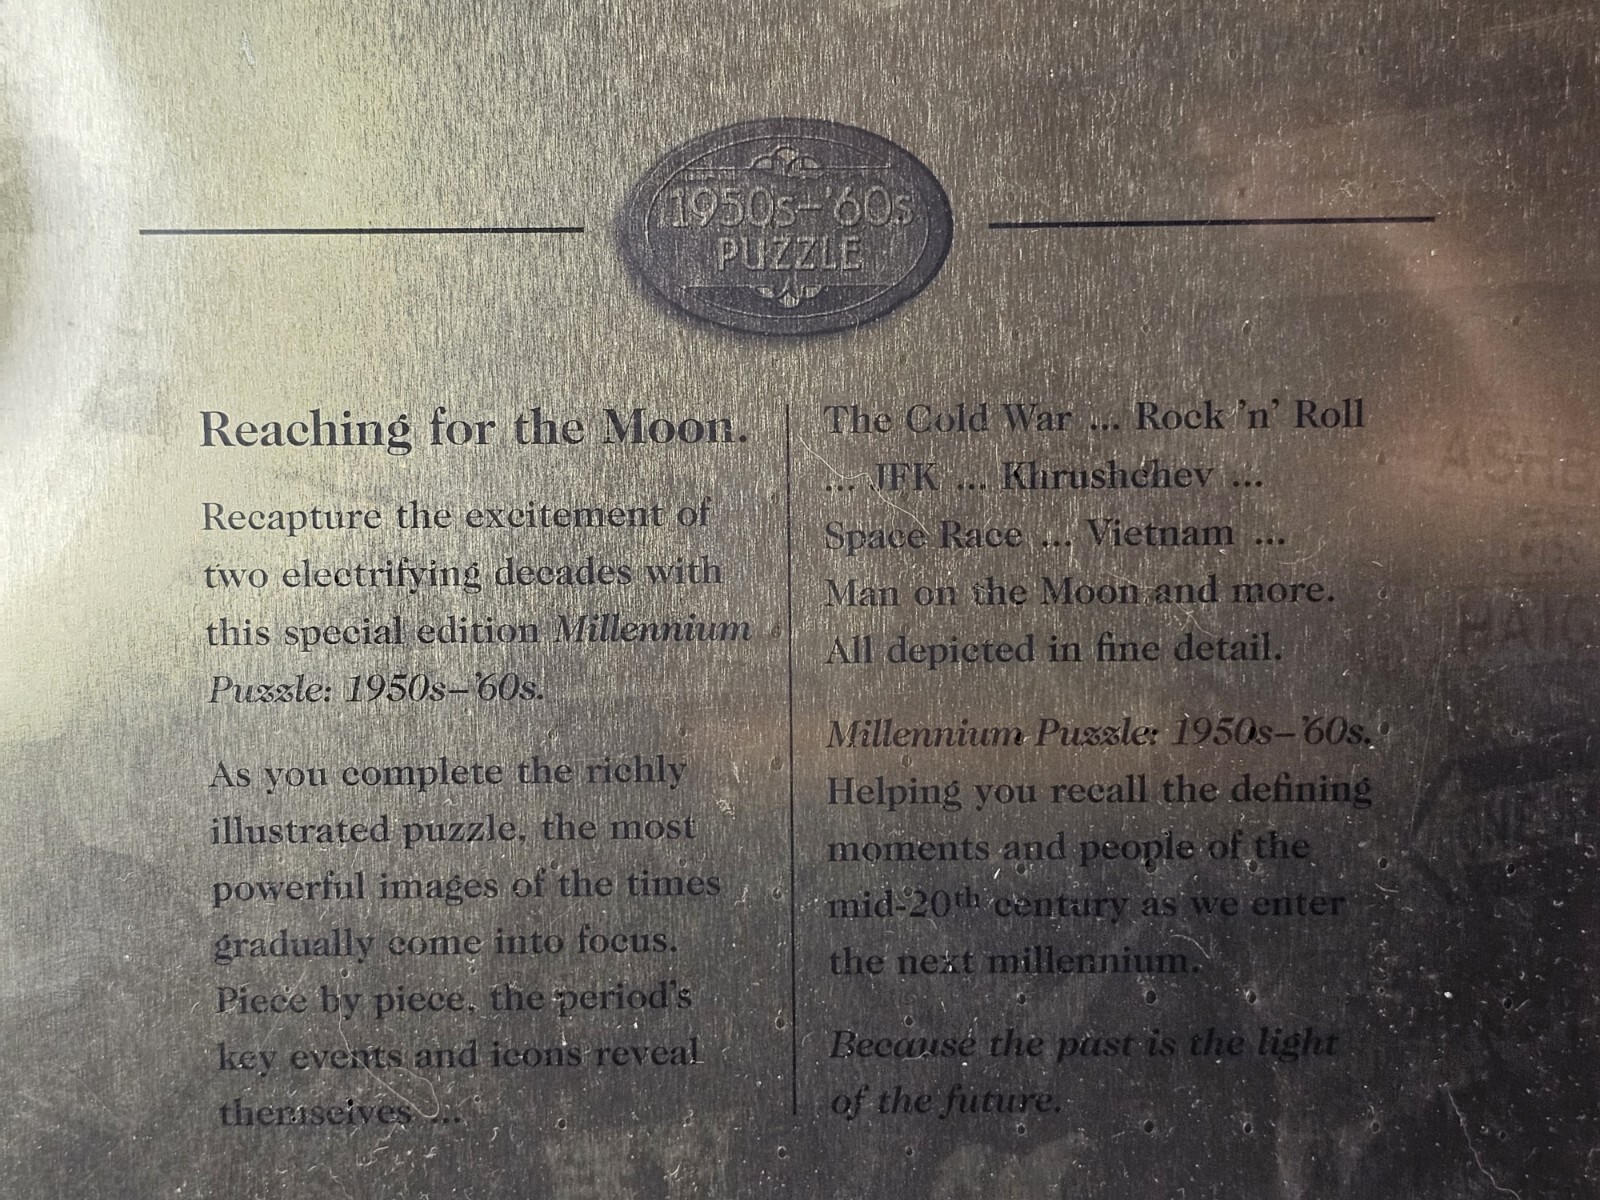 1950s–'60s
PUZZLE
Reaching for the Moon.
Recapture the excitement of
two electrifying decades with
this special edition Millennium
Puzzle: 1950s–'60s.
As you complete the richly
illustrated puzzle, the most
powerful images of the times
gradually come into focus.
Piece by piece, the period's
key events and icons reveal
themselves ...
The Cold War ... Rock 'n' Roll
... JFK ... Khrushchev ...
Space Race ... Vietnam ...
Man on the Moon and more.
All depicted in fine detail.
Millennium Puzzle: 1950s–'60s.
Helping you recall the defining
moments and people of the
mid-20th century as we enter
the next millennium.
Because the past is the light
of the future.